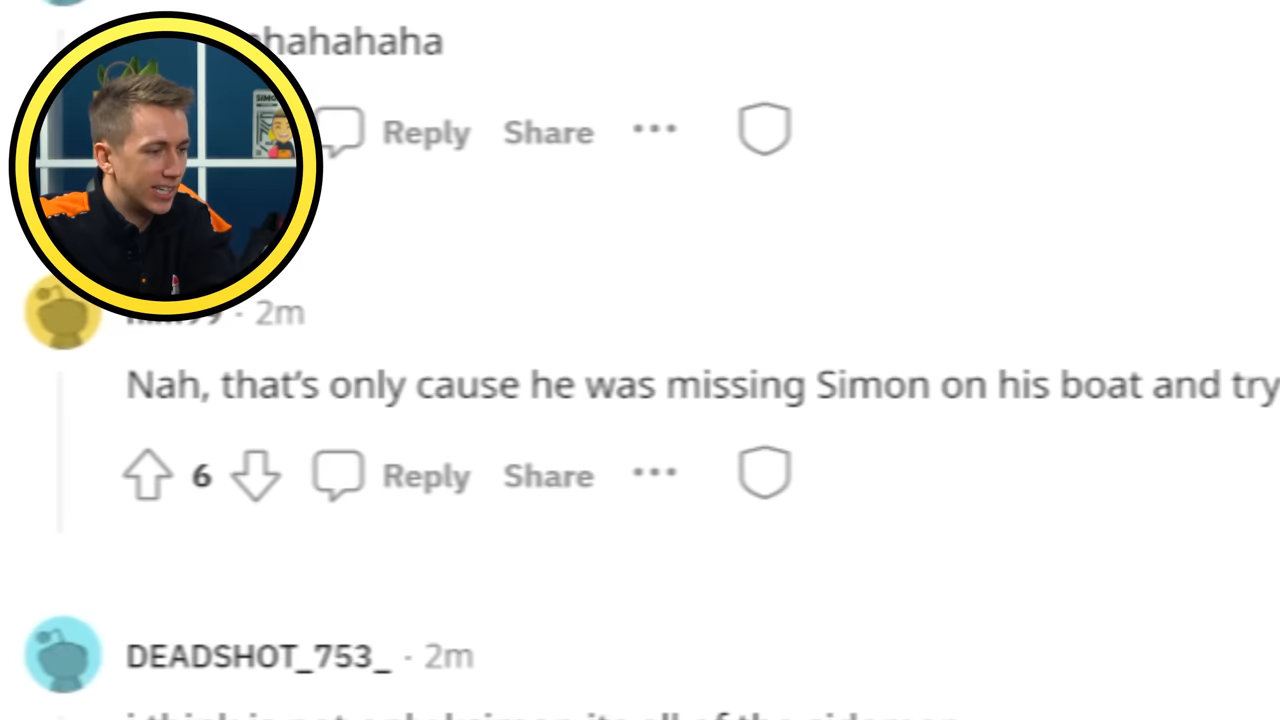 hahahaha
Reply Share
· 2m
Nah, that's only cause he was missing Simon on his boat and try
6 Reply Share
DEADSHOT_753_ · 2m